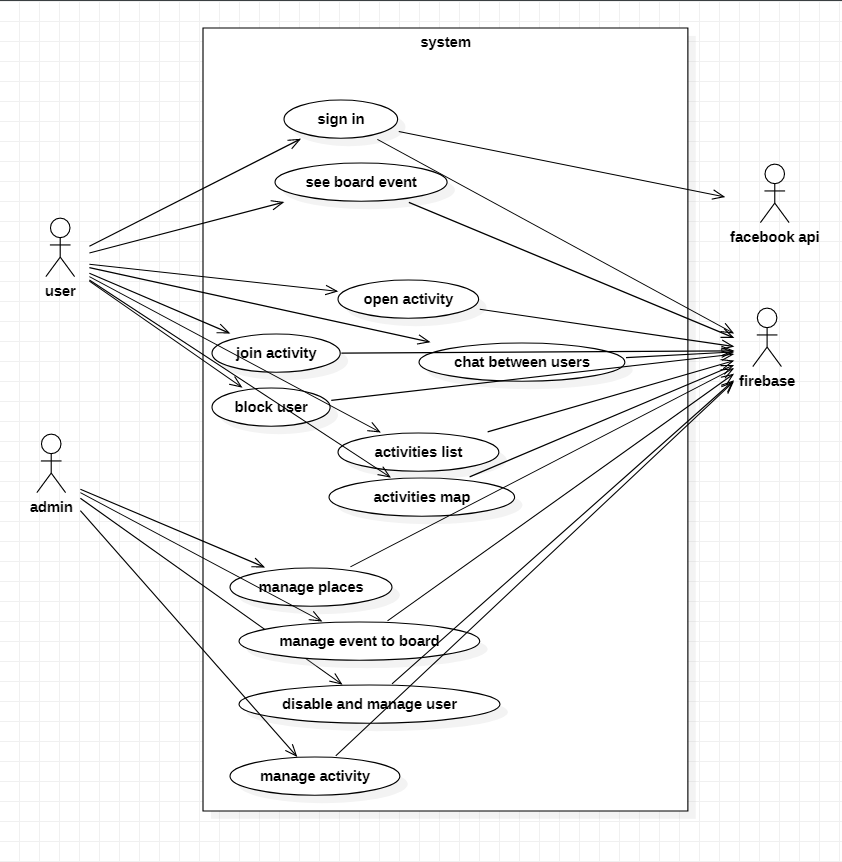 system
sign in
see board event
facebook api
user
open activity
join activity
chat between users
firebase
block user
activities list
activities map
admin
manage places
manage event to board
disable and manage user
manage activity